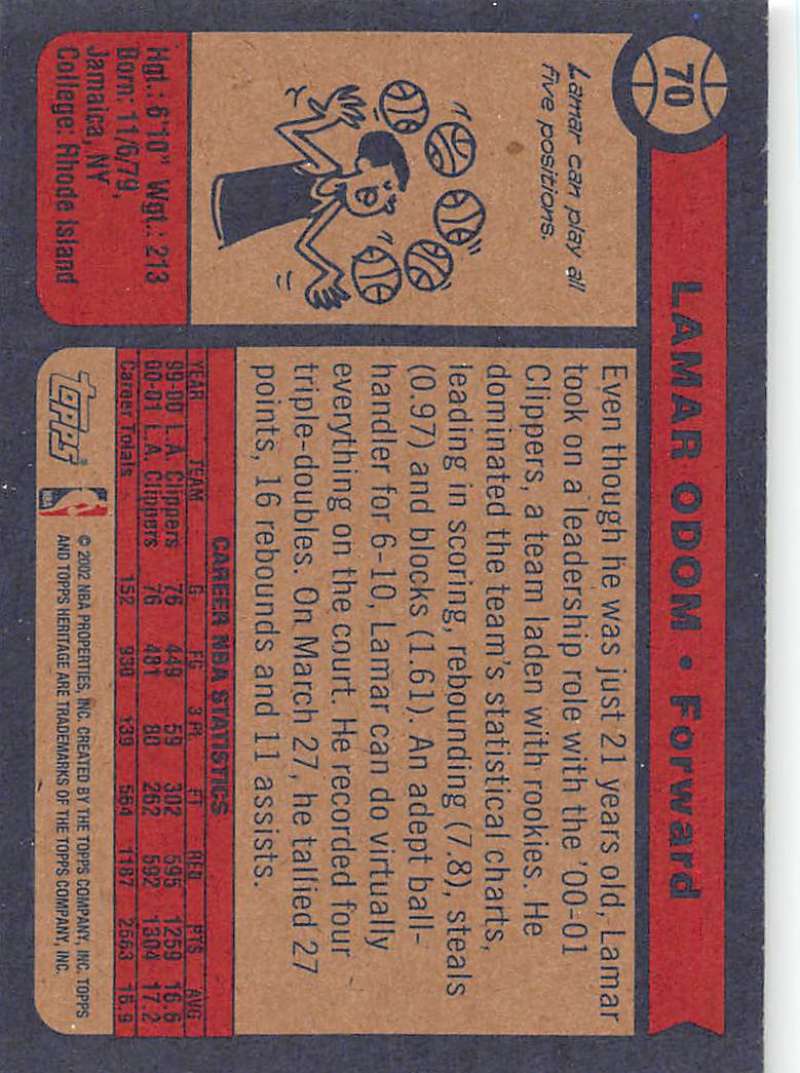 70
LAMAR ODOM • Forward
Lamar can play all
five positions.
Hgt.: 6'10" Wgt.: 213
Born: 11/6/79,
Jamaica, NY
College: Rhode Island
Even though he was just 21 years old, Lamar
took on a leadership role with the '00-01
Clippers, a team laden with rookies. He
dominated the team's statistical charts,
leading in scoring, rebounding (7.8), steals
(0.97) and blocks (1.61). An adept ball-
handler for 6-10, Lamar can do virtually
everything on the court. He recorded four
triple-doubles. On March 27, he tallied 27
points, 16 rebounds and 11 assists.
CAREER NBA STATISTICS
YEAR TEAM G FG 3 Pt FT REB PTS AVG
99-00 L.A. Clippers 76 449 59 302 595 1259 16.6
00-01 L.A. Clippers 76 481 80 262 592 1304 17.2
Career Totals 152 930 139 564 1187 2563 16.9
Topps ® NBA © 2002 NBA PROPERTIES, INC. CREATED BY THE TOPPS COMPANY, INC. TOPPS
AND TOPPS HERITAGE ARE TRADEMARKS OF THE TOPPS COMPANY, INC.